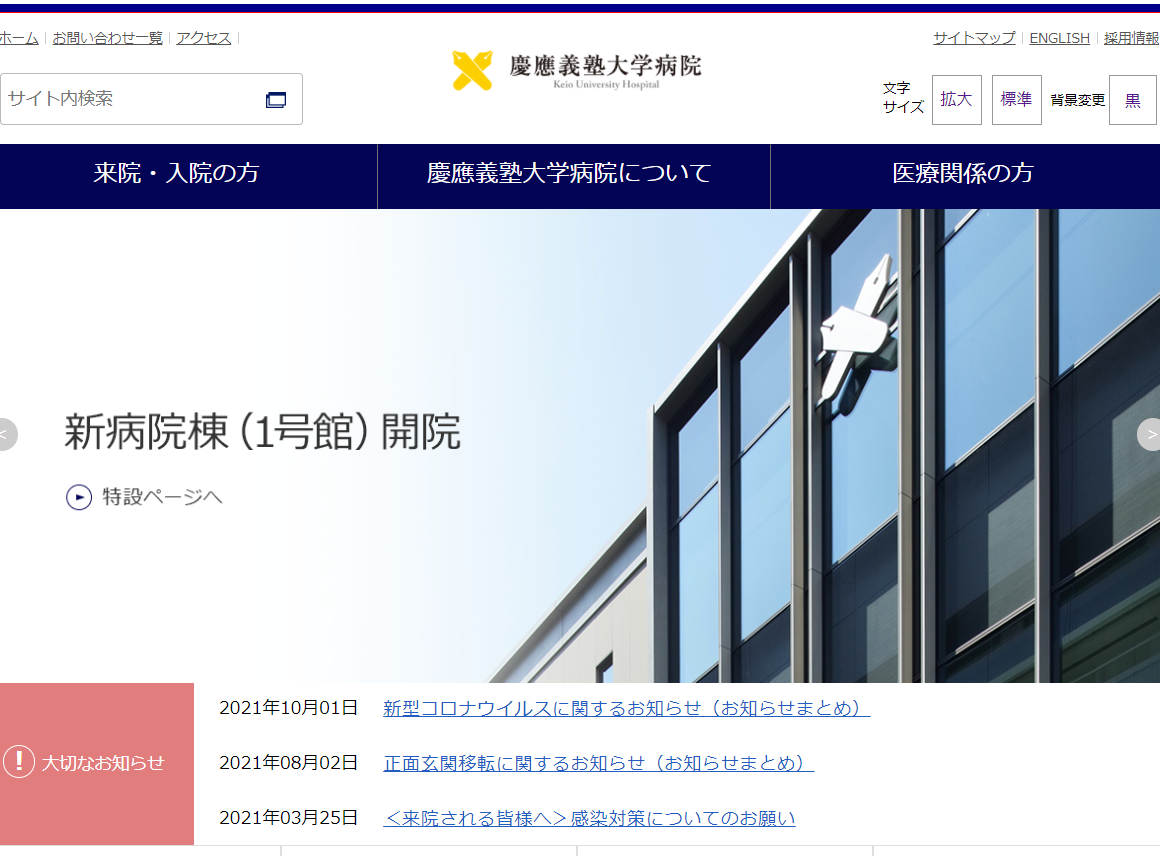 ホーム お問い合わせ一覧 アクセス
サイトマップ ENGLISH 採用情報
慶應義塾大学病院
Keio University Hospital
サイト内検索
文字
サイズ
拡大 標準 背景変更 黒
来院・入院の方 慶應義塾大学病院について 医療関係の方
新病院棟（1号館）開院
特設ページへ
<
>
大切なお知らせ
2021年10月01日 新型コロナウイルスに関するお知らせ（お知らせまとめ）
2021年08月02日 正面玄関移転に関するお知らせ（お知らせまとめ）
2021年03月25日 ＜来院される皆様へ＞感染対策についてのお願い